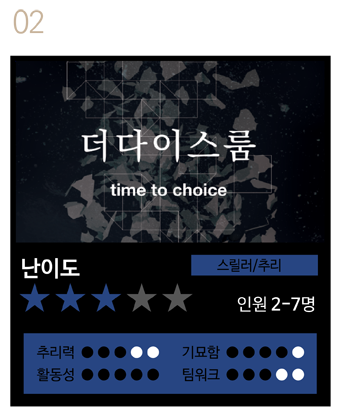 02
더다이스룸
time to choice
난이도
스릴러/추리
인원 2-7명
추리력 기묘함
활동성 팀워크